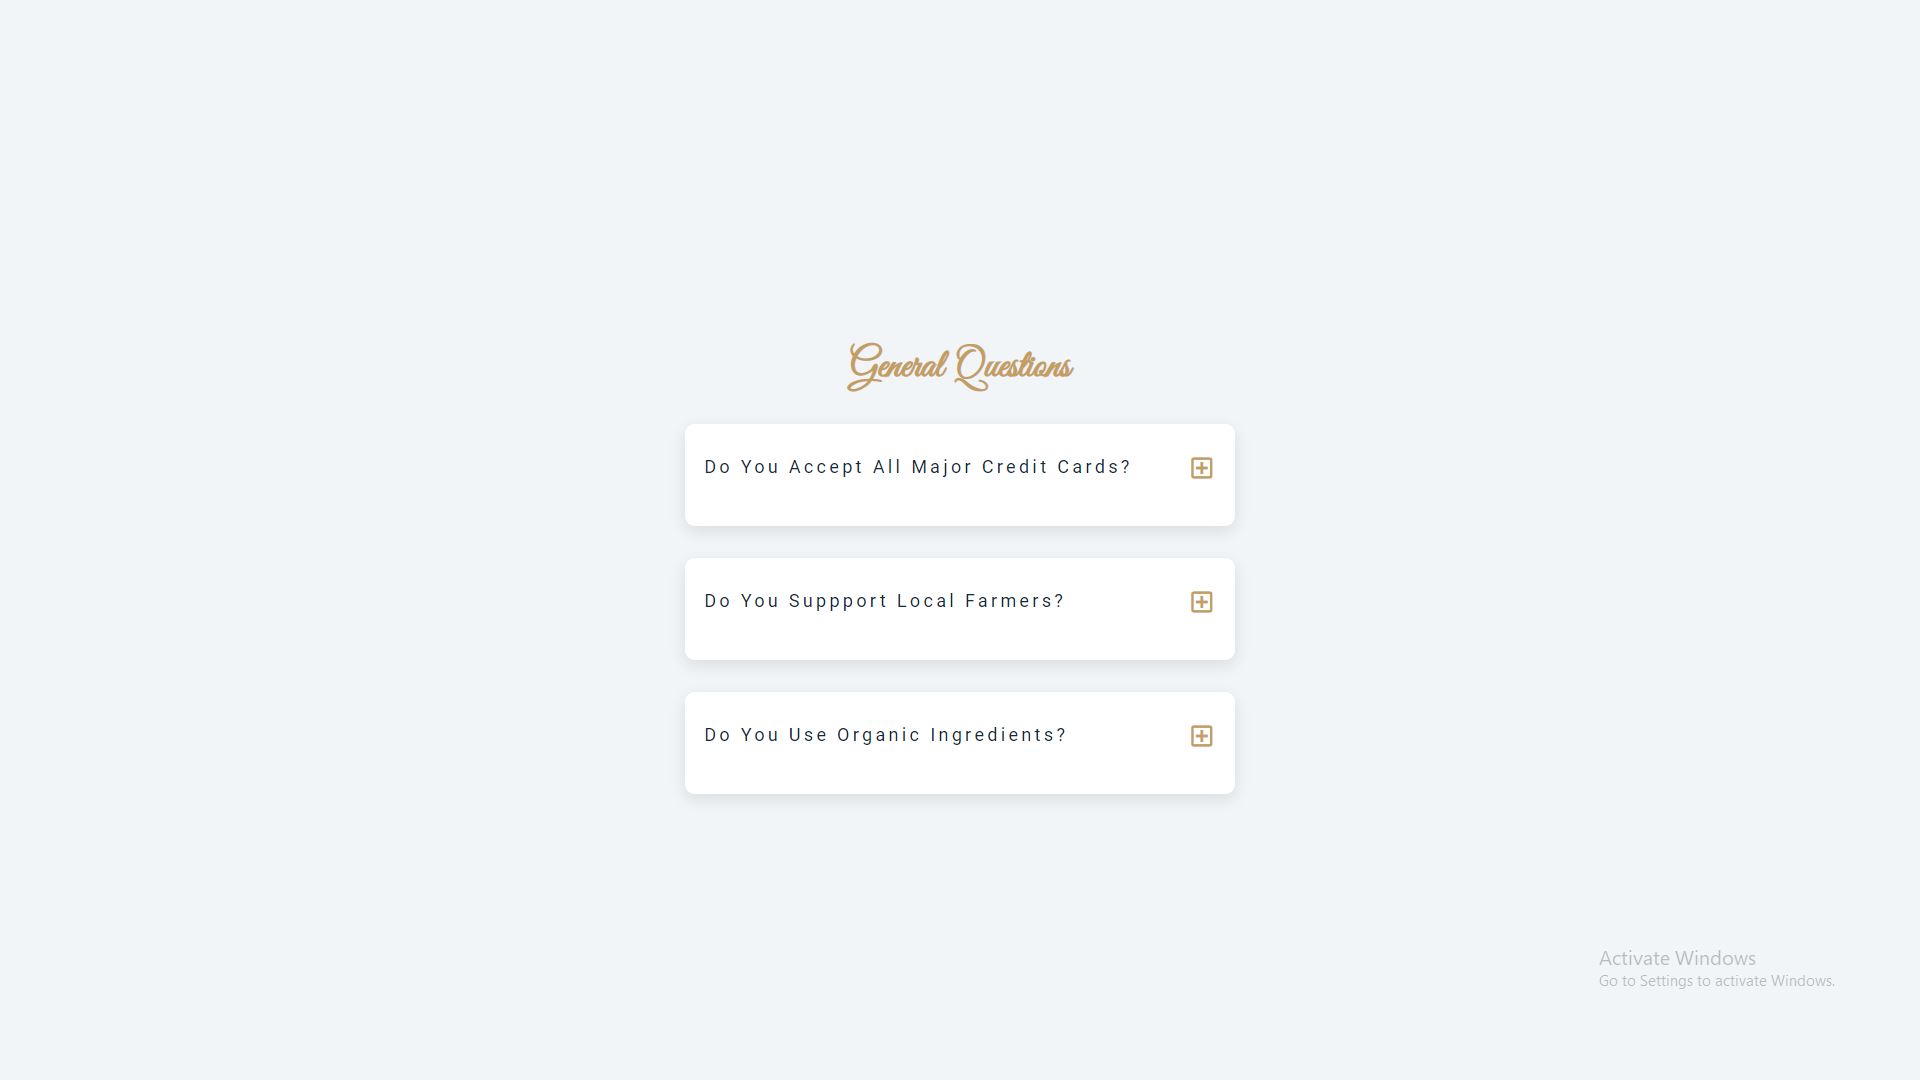 General Questions
Do You Accept All Major Credit Cards?
Do You Suppport Local Farmers?
Do You Use Organic Ingredients?
Activate Windows
Go to Settings to activate Windows.